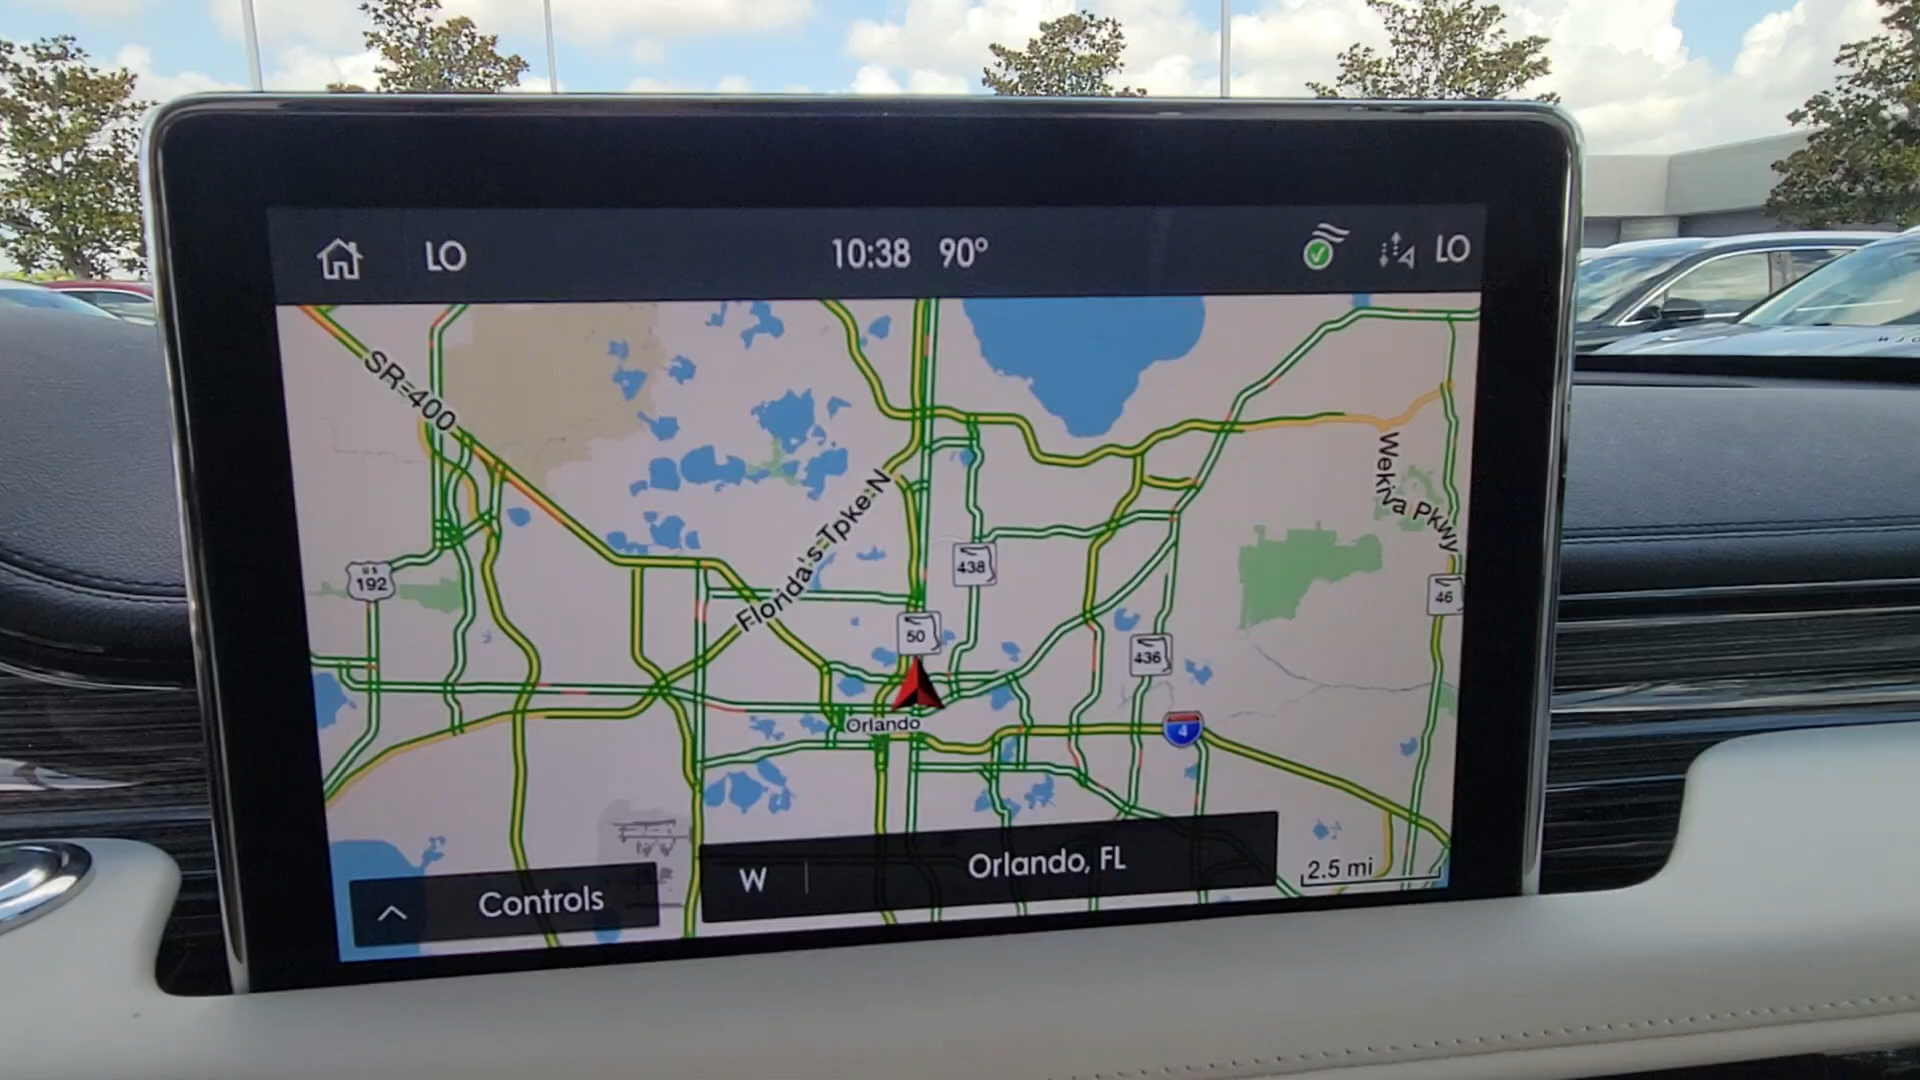 LO
10:38 90°
LO
SR-400
Florida's Tpke N
Wekiva Pkwy
US
192
438
46
50
436
4
Orlando
2.5 mi
W
Orlando, FL
Controls